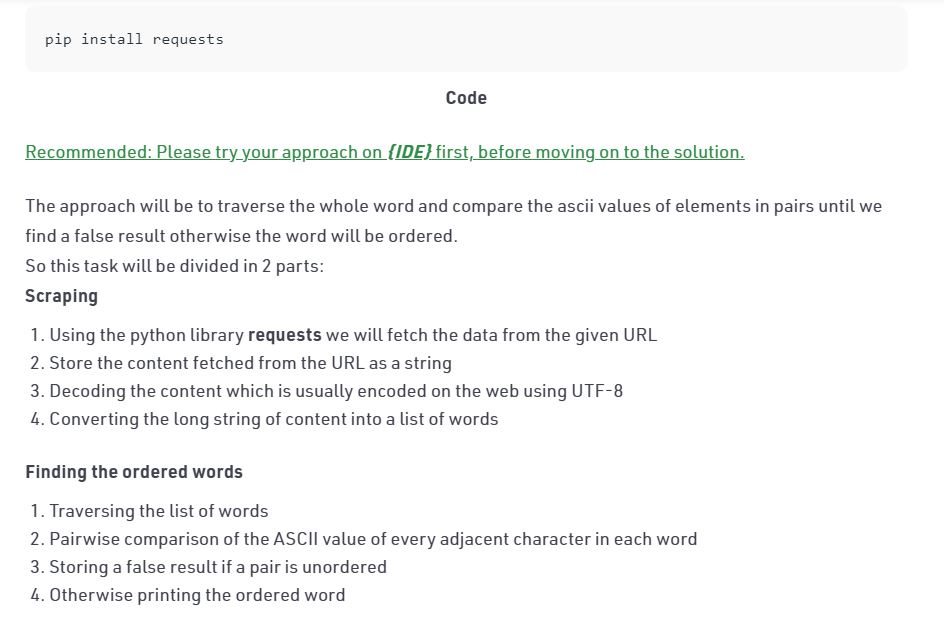 pip install requests
Code
Recommended: Please try your approach on {IDE} first, before moving on to the solution.
The approach will be to traverse the whole word and compare the ascii values of elements in pairs until we
find a false result otherwise the word will be ordered.
So this task will be divided in 2 parts:
Scraping
1. Using the python library requests we will fetch the data from the given URL
2. Store the content fetched from the URL as a string
3. Decoding the content which is usually encoded on the web using UTF-8
4. Converting the long string of content into a list of words
Finding the ordered words
1. Traversing the list of words
2. Pairwise comparison of the ASCII value of every adjacent character in each word
3. Storing a false result if a pair is unordered
4. Otherwise printing the ordered word